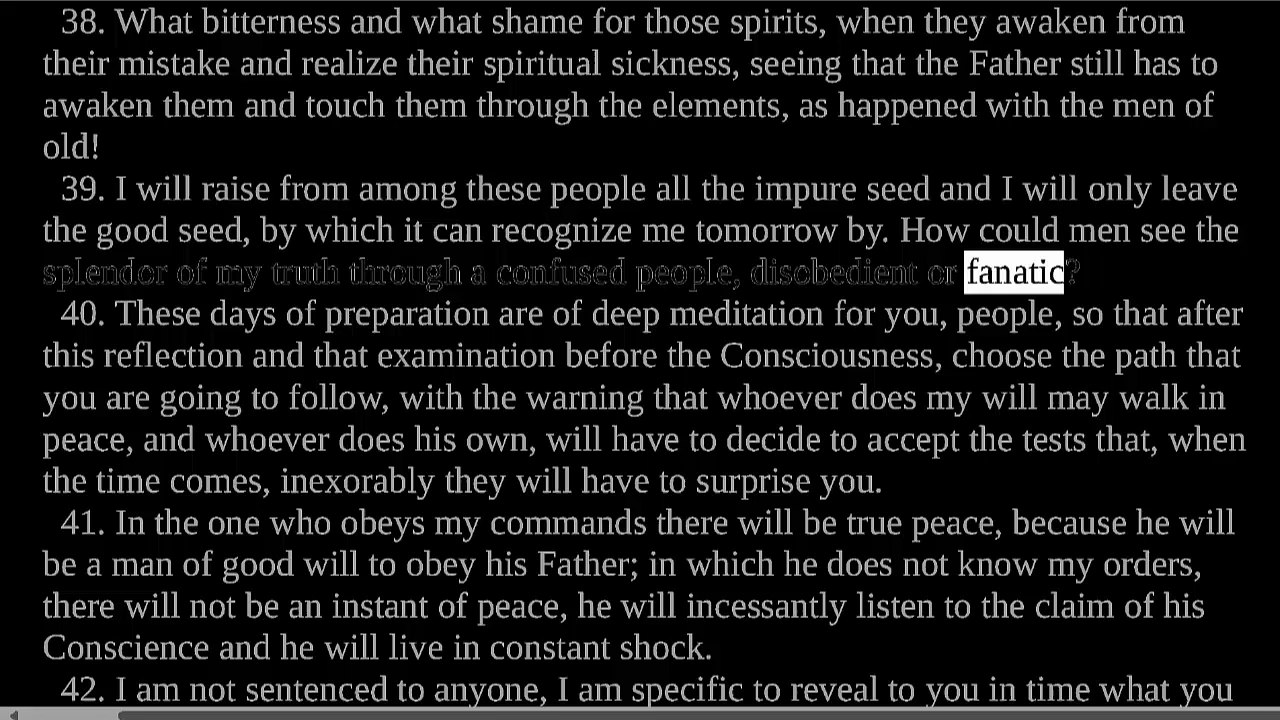 38. What bitterness and what shame for those spirits, when they awaken from
their mistake and realize their spiritual sickness, seeing that the Father still has to
awaken them and touch them through the elements, as happened with the men of
old!
39. I will raise from among these people all the impure seed and I will only leave
the good seed, by which it can recognize me tomorrow by. How could men see the
splendor of my truth through a confused people, disobedient or fanatic?
40. These days of preparation are of deep meditation for you, people, so that after
this reflection and that examination before the Consciousness, choose the path that
you are going to follow, with the warning that whoever does my will may walk in
peace, and whoever does his own, will have to decide to accept the tests that, when
the time comes, inexorably they will have to surprise you.
41. In the one who obeys my commands there will be true peace, because he will
be a man of good will to obey his Father; in which he does not know my orders,
there will not be an instant of peace, he will incessantly listen to the claim of his
Conscience and he will live in constant shock.
42. I am not sentenced to anyone, I am specific to reveal to you in time what you